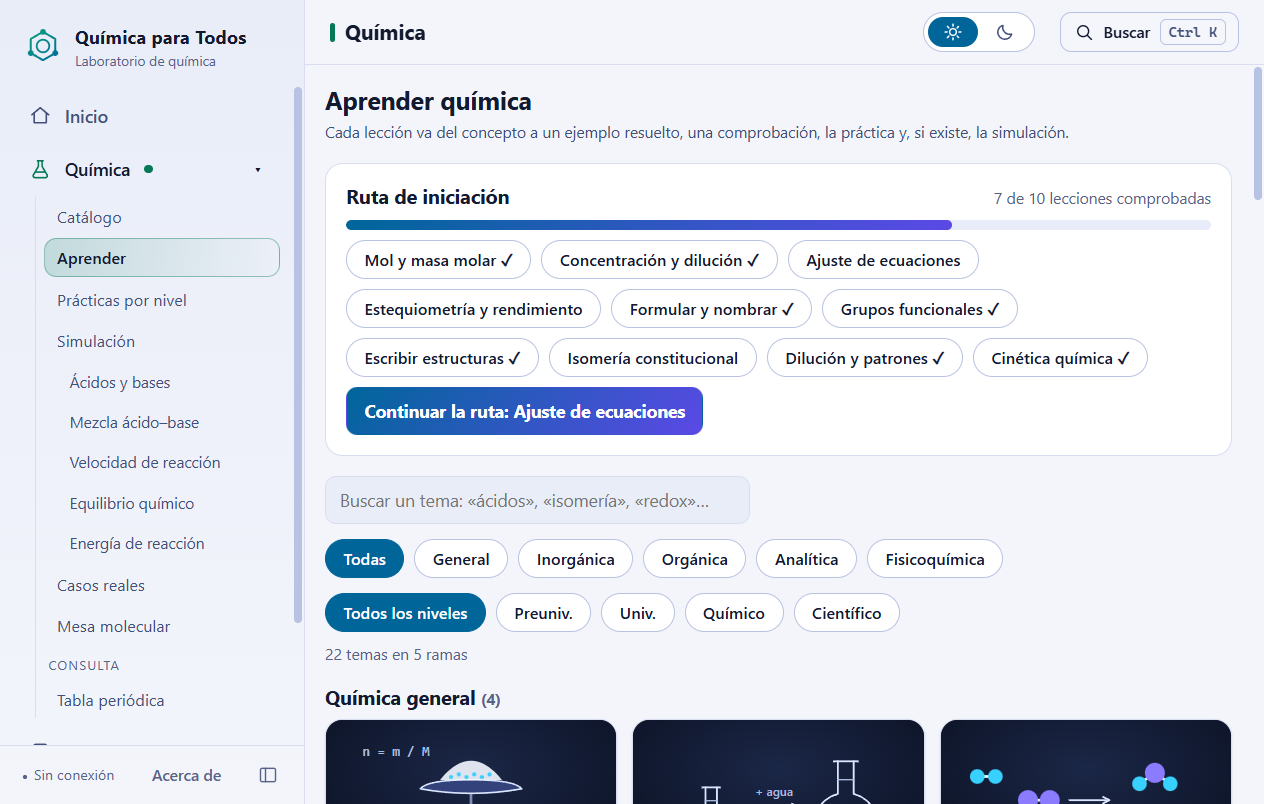 Química para Todos
Laboratorio de química
Inicio
Química
Catálogo
Aprender
Prácticas por nivel
Simulación
Ácidos y bases
Mezcla ácido–base
Velocidad de reacción
Equilibrio químico
Energía de reacción
Casos reales
Mesa molecular
CONSULTA
Tabla periódica
Sin conexión
Acerca de
Química
Buscar Ctrl K
Aprender química
Cada lección va del concepto a un ejemplo resuelto, una comprobación, la práctica y, si existe, la simulación.
Ruta de iniciación
7 de 10 lecciones comprobadas
Mol y masa molar ✓ Concentración y dilución ✓ Ajuste de ecuaciones
Estequiometría y rendimiento Formular y nombrar ✓ Grupos funcionales ✓
Escribir estructuras ✓ Isomería constitucional Dilución y patrones ✓ Cinética química ✓
Continuar la ruta: Ajuste de ecuaciones
Buscar un tema: «ácidos», «isomería», «redox»...
Todas General Inorgánica Orgánica Analítica Fisicoquímica
Todos los niveles Preuniv. Univ. Químico Científico
22 temas en 5 ramas
Química general (4)
n = m / M
+ agua